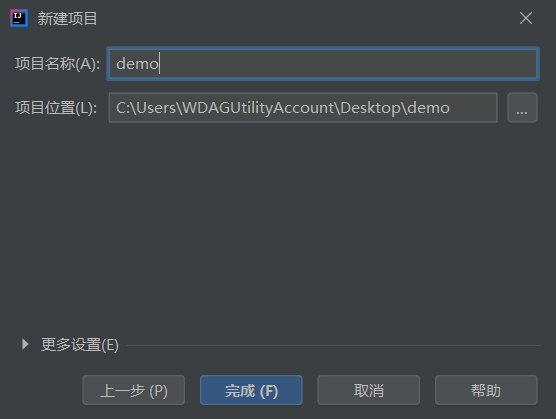 新建项目
项目名称(A): demo
项目位置(L): C:\Users\WDAGUtilityAccount\Desktop\demo ...
更多设置(E)
上一步 (P) 完成 (F) 取消 帮助